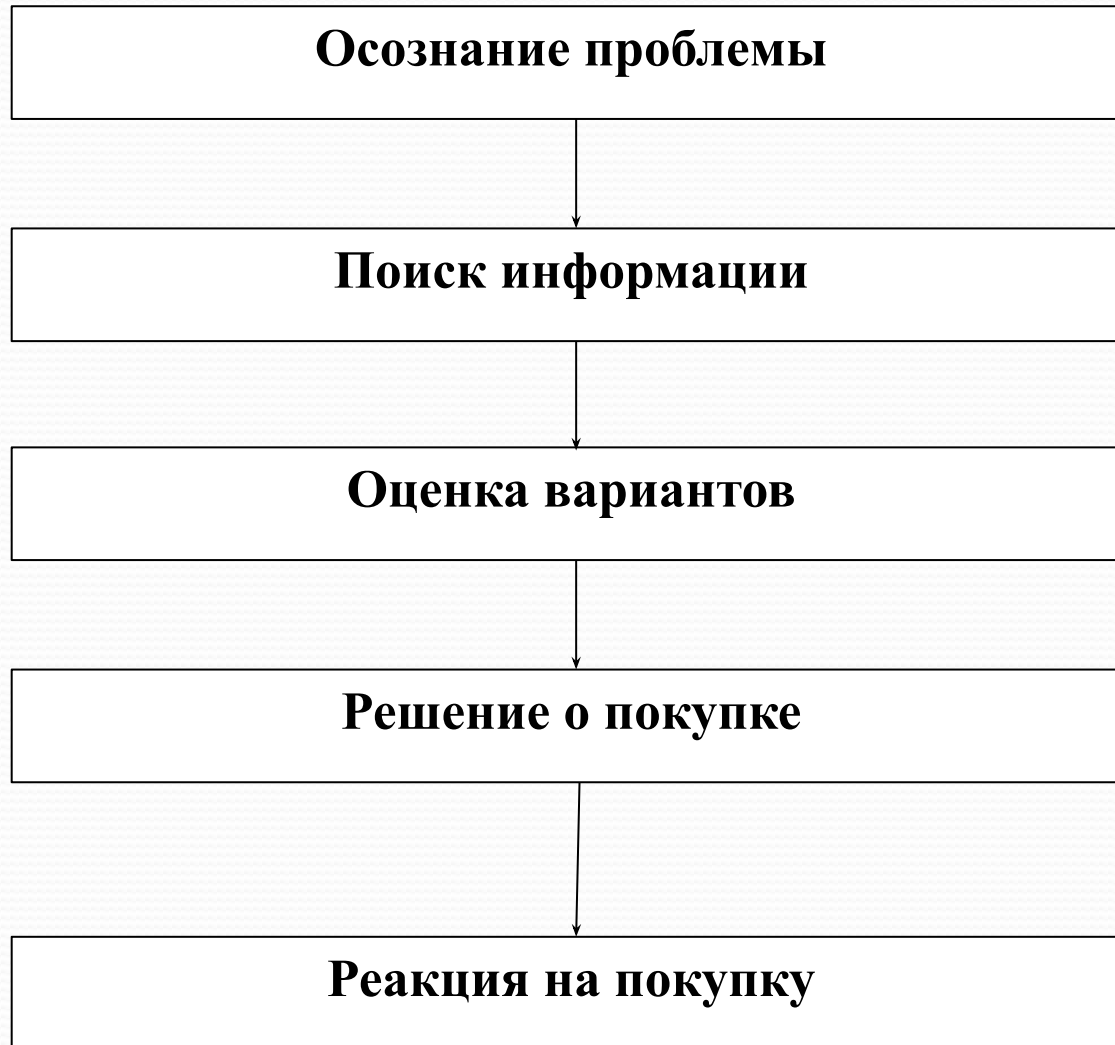 Осознание проблемы
Поиск информации
Оценка вариантов
Решение о покупке
Реакция на покупку